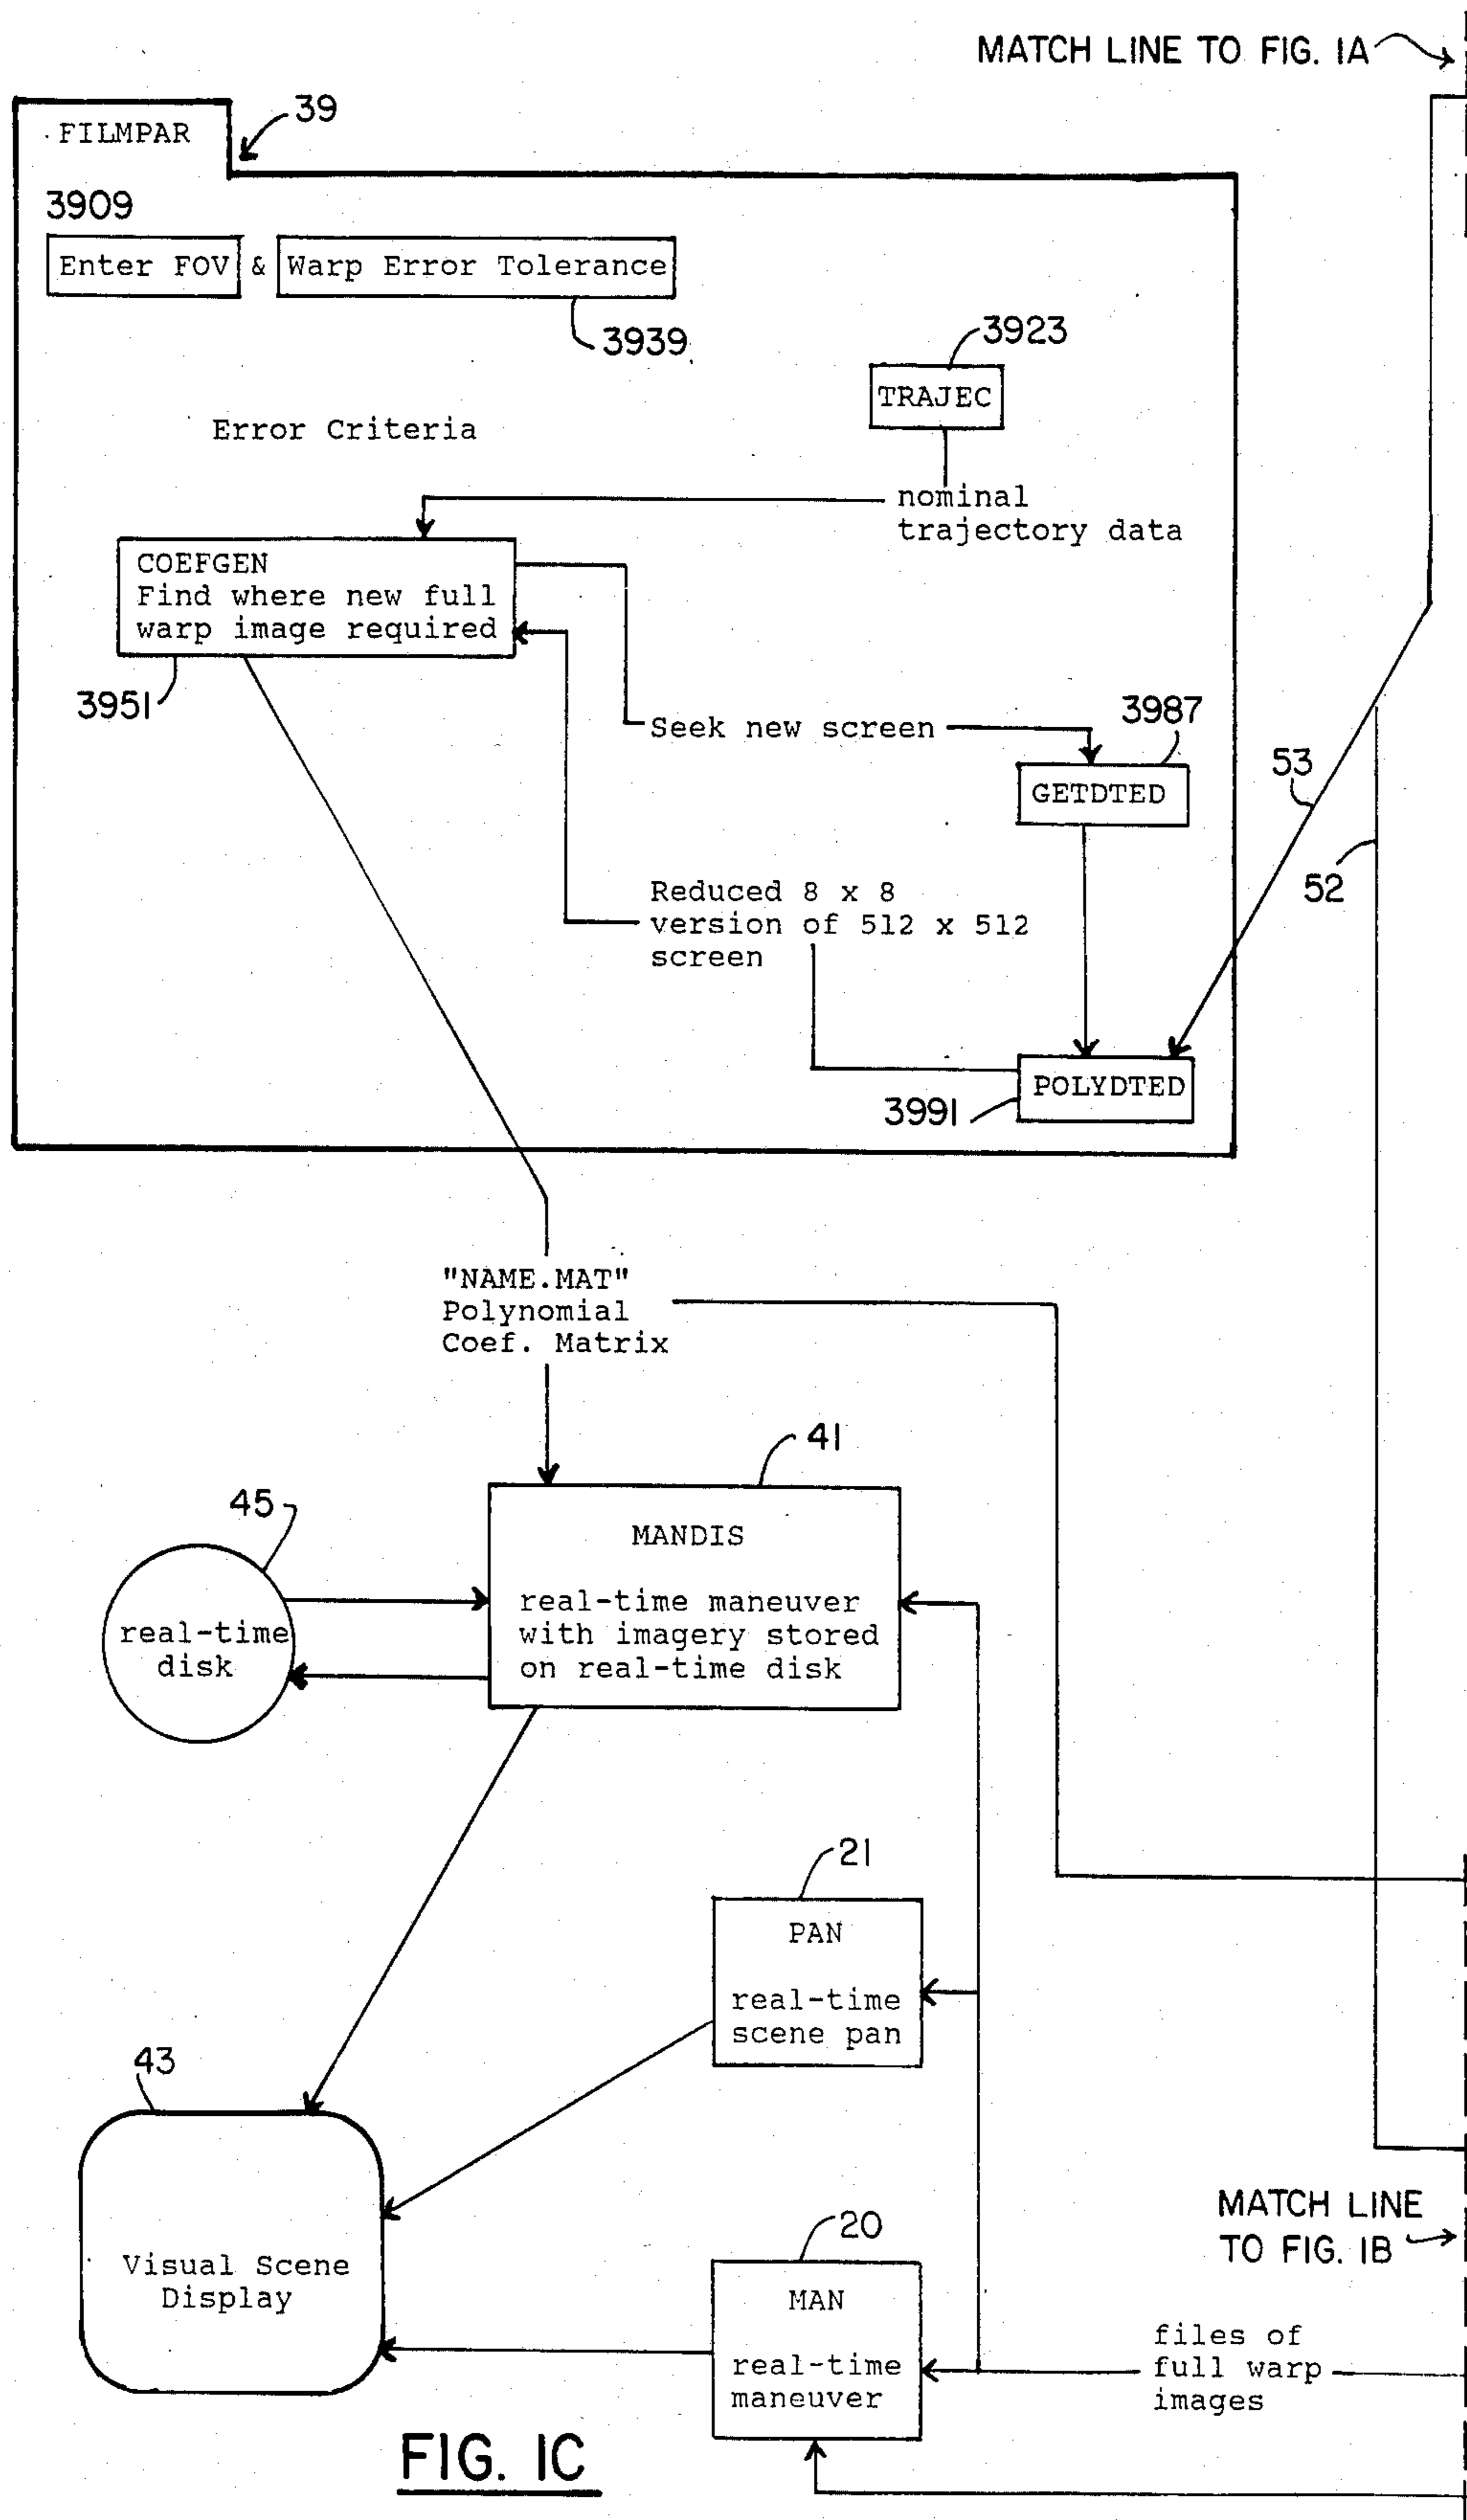 MATCH LINE TO FIG. 1A
FILMPAR
39
3909
Enter FOV & Warp Error Tolerance
3939
3923
TRAJEC
Error Criteria
nominal
trajectory data
COEFGEN
Find where new full
warp image required
3951
Seek new screen
3987
GETDTED
53
52
Reduced 8 x 8
version of 512 x 512
screen
POLYDTED
3991
"NAME.MAT"
Polynomial
Coef. Matrix
41
45
MANDIS
real-time maneuver
with imagery stored
on real-time disk
real-time
disk
21
PAN
real-time
scene pan
43
Visual Scene
Display
20
MAN
real-time
maneuver
MATCH LINE
TO FIG. 1B
files of
full warp
images
FIG. 1C